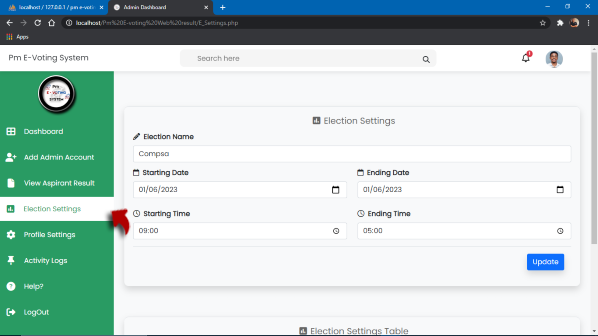 localhost / 127.0.0.1 / pm e-voti
Admin Dashboard
localhost/Pm%20E-voting%20Web%20result/E_Settings.php
Apps
Pm E-Voting System
Search here
1
Pm
SYSTEM
Dashboard
Add Admin Account
View Aspirant Result
Election Settings
Profile Settings
Activity Logs
Help?
LogOut
Election Settings
Election Name
Compsa
Starting Date
Ending Date
01/06/2023
01/06/2023
Starting Time
Ending Time
09:00
05:00
Update
Election Settings Table